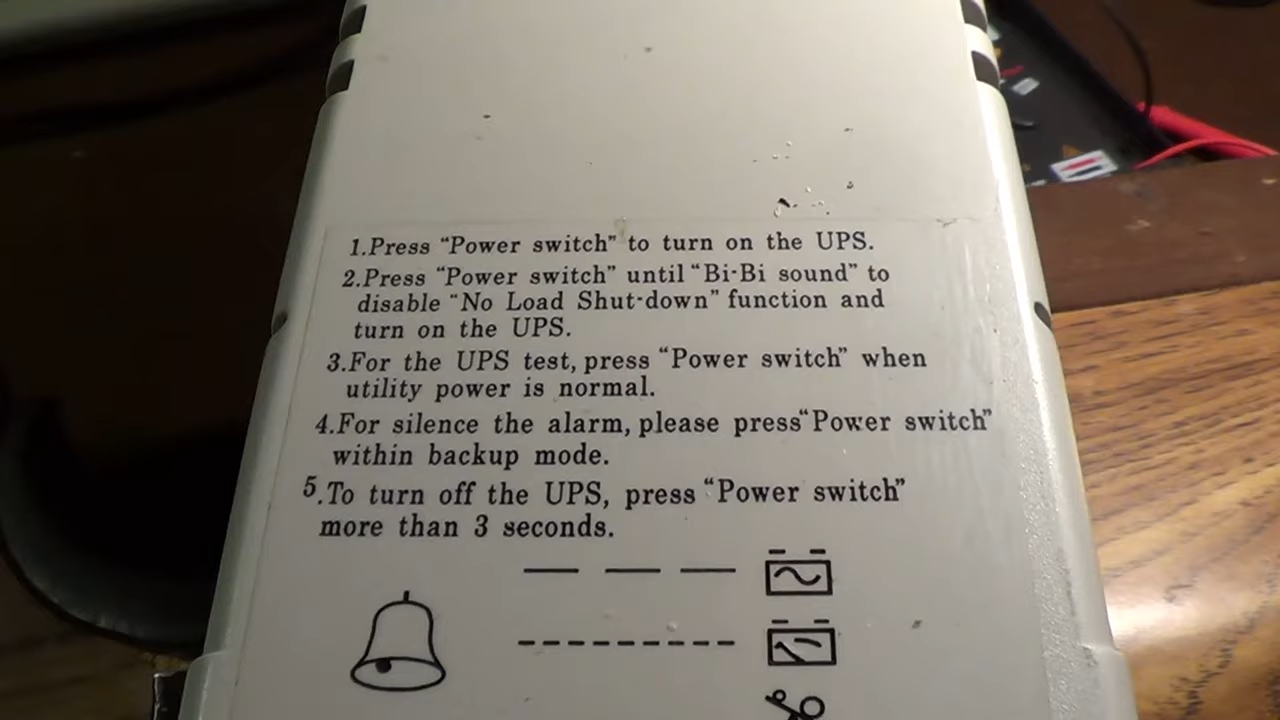 1.Press "Power switch" to turn on the UPS.
2.Press "Power switch" until "Bi-Bi sound" to
disable "No Load Shut-down" function and
turn on the UPS.
3.For the UPS test, press "Power switch" when
utility power is normal.
4.For silence the alarm, please press "Power switch"
within backup mode.
5.To turn off the UPS, press "Power switch"
more than 3 seconds.